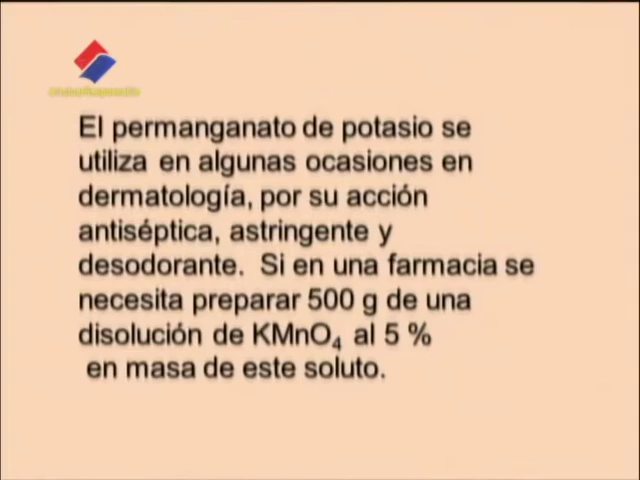 El permanganato de potasio se
utiliza en algunas ocasiones en
dermatología, por su acción
antiséptica, astringente y
desodorante. Si en una farmacia se
necesita preparar 500 g de una
disolución de KMnO₄ al 5 %
en masa de este soluto.